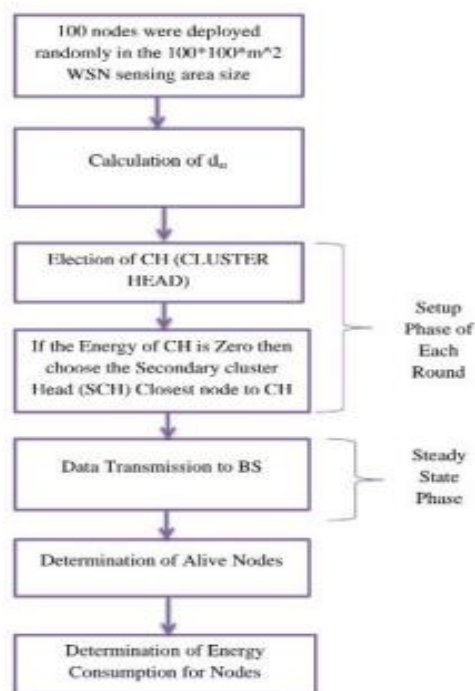 100 nodes were deployed
randomly in the 100*100*m^2
WSN sensing area size
Calculation of
Election of CH (CLUSTER
HEAD)
If the Energy of CH is Zero then
choose the Secondary cluster
Head (SCH) Closest node to CH
Setup
Phase of
Each
Round
Data Transmission to BS
Steady
State
Phase
Determination of Alive Nodes
Determination of Energy
Consumption for Nodes